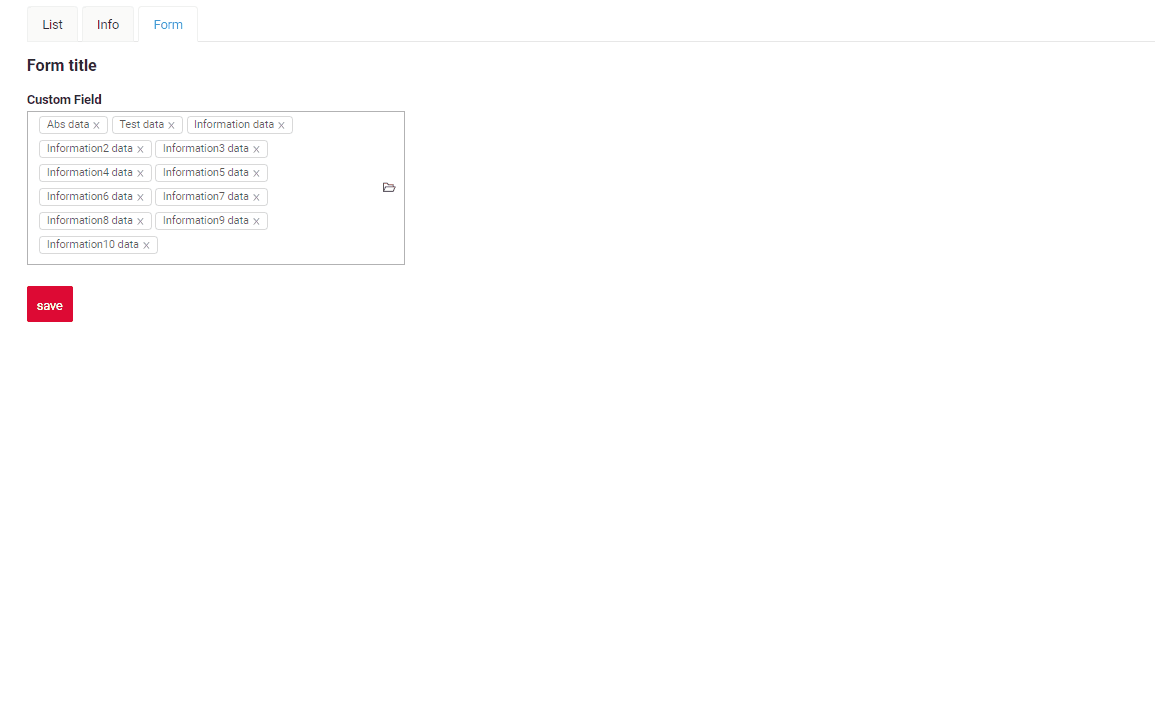 List Info Form
Form title
Custom Field
Abs data x Test data x Information data x
Information2 data x Information3 data x
Information4 data x Information5 data x
Information6 data x Information7 data x
Information8 data x Information9 data x
Information10 data x
save